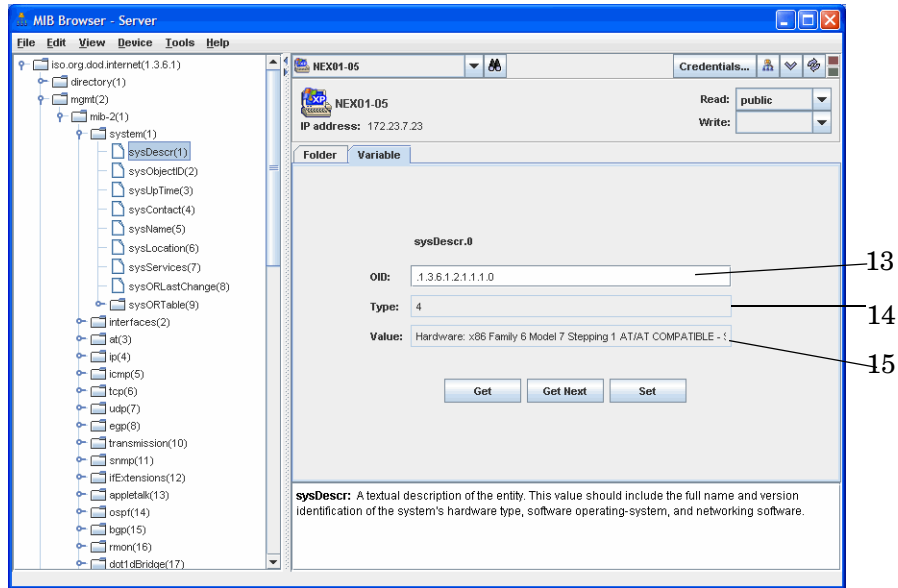 MIB Browser - Server
File Edit View Device Tools Help
iso.org.dod.internet(1.3.6.1)
directory(1)
mgmt(2)
mib-2(1)
system(1)
sysDescr(1)
sysObjectID(2)
sysUpTime(3)
sysContact(4)
sysName(5)
sysLocation(6)
sysServices(7)
sysORLastChange(8)
sysORTable(9)
interfaces(2)
at(3)
ip(4)
icmp(5)
tcp(6)
udp(7)
egp(8)
transmission(10)
snmp(11)
ifExtensions(12)
appletalk(13)
ospf(14)
bgp(15)
rmon(16)
dot1dBridge(17)
NEX01-05
Credentials...
XP
NEX01-05
IP address: 172.23.7.23
Read: public
Write:
Folder Variable
sysDescr.0
OID: .1.3.6.1.2.1.1.1.0
Type: 4
Value: Hardware: x86 Family 6 Model 7 Stepping 1 AT/AT COMPATIBLE - S
Get Get Next Set
sysDescr: A textual description of the entity. This value should include the full name and version
identification of the system's hardware type, software operating-system, and networking software.
13
14
15